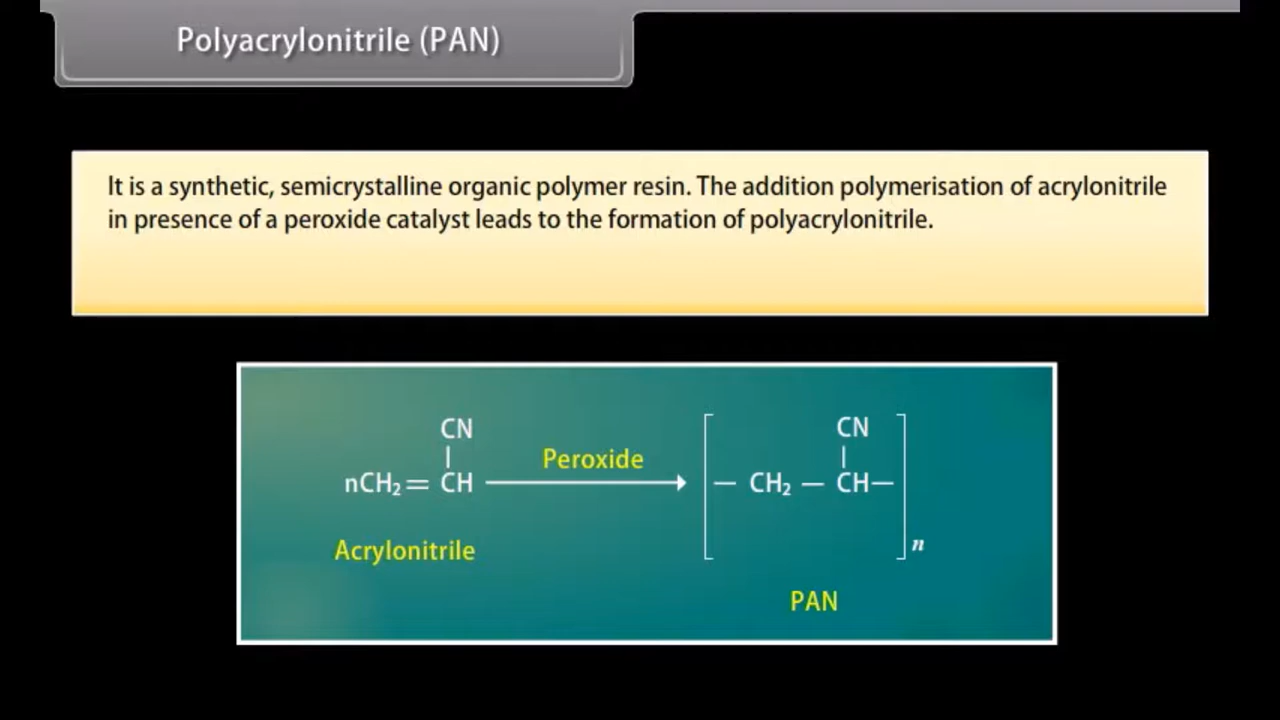 Polyacrylonitrile (PAN)
It is a synthetic, semicrystalline organic polymer resin. The addition polymerisation of acrylonitrile
in presence of a peroxide catalyst leads to the formation of polyacrylonitrile.
CN CN
| Peroxide |
nCH₂= CH — CH₂ — CH—
n
Acrylonitrile
PAN